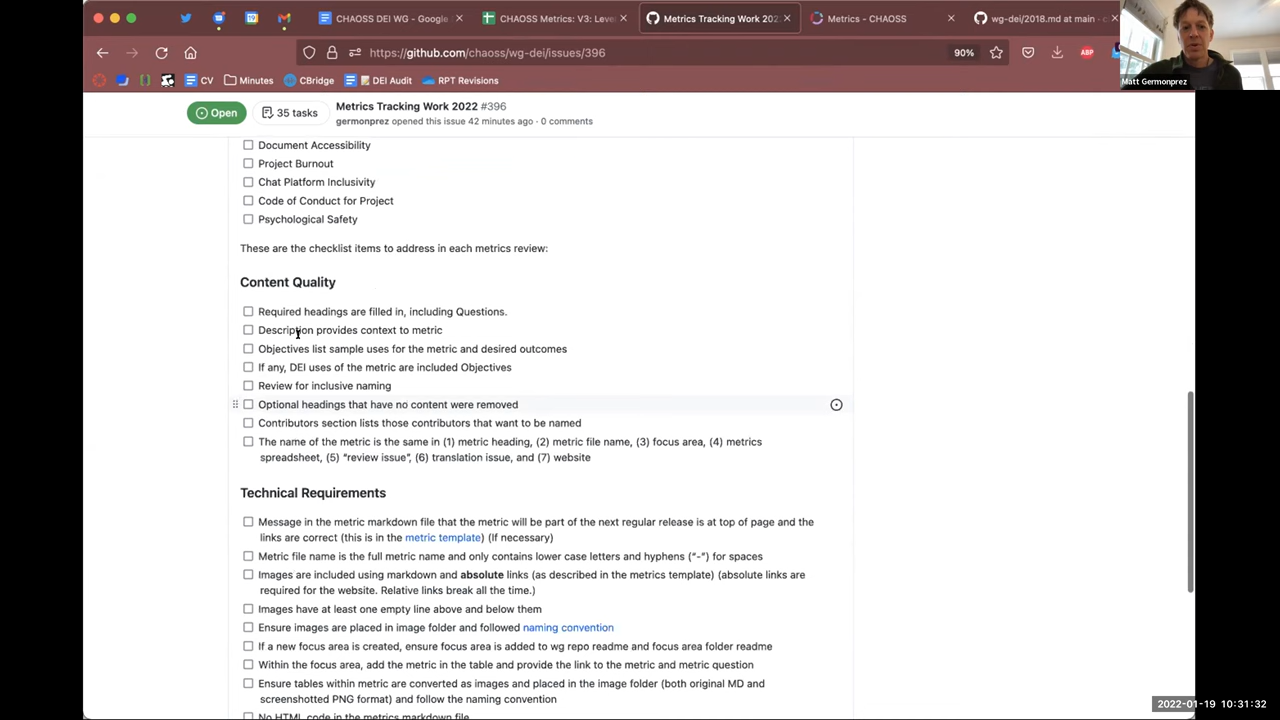 CHAOSS DEI WG - Google
CHAOSS Metrics: V3: Level
Metrics Tracking Work 202
Metrics - CHAOSS
wg-dei/2018.md at main · c
https://github.com/chaoss/wg-dei/issues/396
90%
ABP
CV
Minutes
CBridge
DEI Audit
RPT Revisions
Matt Germonprez
Open
35 tasks
Metrics Tracking Work 2022 #396
germonprez opened this issue 42 minutes ago · 0 comments
Document Accessibility
Project Burnout
Chat Platform Inclusivity
Code of Conduct for Project
Psychological Safety
These are the checklist items to address in each metrics review:
Content Quality
Required headings are filled in, including Questions.
Description provides context to metric
Objectives list sample uses for the metric and desired outcomes
If any, DEI uses of the metric are included Objectives
Review for inclusive naming
Optional headings that have no content were removed
Contributors section lists those contributors that want to be named
The name of the metric is the same in (1) metric heading, (2) metric file name, (3) focus area, (4) metrics
spreadsheet, (5) “review issue”, (6) translation issue, and (7) website
Technical Requirements
Message in the metric markdown file that the metric will be part of the next regular release is at top of page and the
links are correct (this is in the metric template) (If necessary)
Metric file name is the full metric name and only contains lower case letters and hyphens (“-”) for spaces
Images are included using markdown and absolute links (as described in the metrics template) (absolute links are
required for the website. Relative links break all the time.)
Images have at least one empty line above and below them
Ensure images are placed in image folder and followed naming convention
If a new focus area is created, ensure focus area is added to wg repo readme and focus area folder readme
Within the focus area, add the metric in the table and provide the link to the metric and metric question
Ensure tables within metric are converted as images and placed in the image folder (both original MD and
screenshotted PNG format) and follow the naming convention
No HTML code in the metrics markdown file
2022-01-19 10:31:32